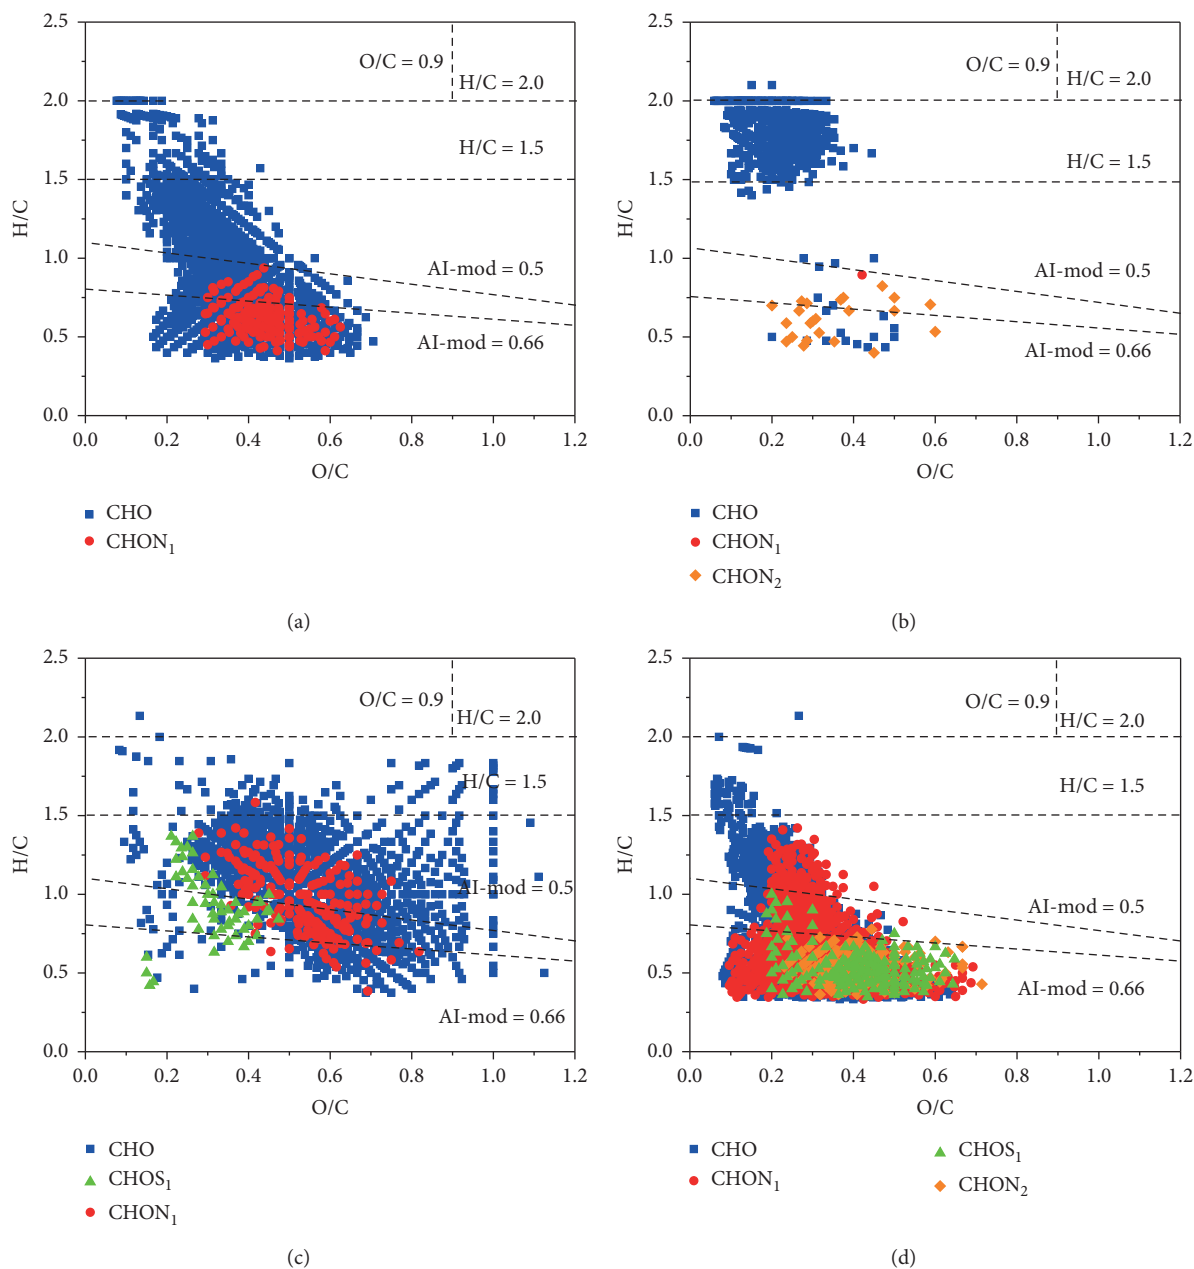 2.5
2.0
1.5
1.0
0.5
0.0
H/C
O/C = 0.9
H/C = 2.0
H/C = 1.5
AI-mod = 0.5
AI-mod = 0.66
0.0 0.2 0.4 0.6 0.8 1.0 1.2
O/C
CHO
CHON1
(a)
2.5
2.0
1.5
1.0
0.5
0.0
H/C
O/C = 0.9
H/C = 2.0
H/C = 1.5
AI-mod = 0.5
AI-mod = 0.66
0.0 0.2 0.4 0.6 0.8 1.0 1.2
O/C
CHO
CHON1
CHON2
(b)
2.5
2.0
1.5
1.0
0.5
0.0
H/C
O/C = 0.9
H/C = 2.0
H/C = 1.5
AI-mod = 0.5
AI-mod = 0.66
0.0 0.2 0.4 0.6 0.8 1.0 1.2
O/C
CHO
CHOS1
CHON1
(c)
2.5
2.0
1.5
1.0
0.5
0.0
H/C
O/C = 0.9
H/C = 2.0
H/C = 1.5
AI-mod = 0.5
AI-mod = 0.66
0.0 0.2 0.4 0.6 0.8 1.0 1.2
O/C
CHO
CHON1
CHOS1
CHON2
(d)